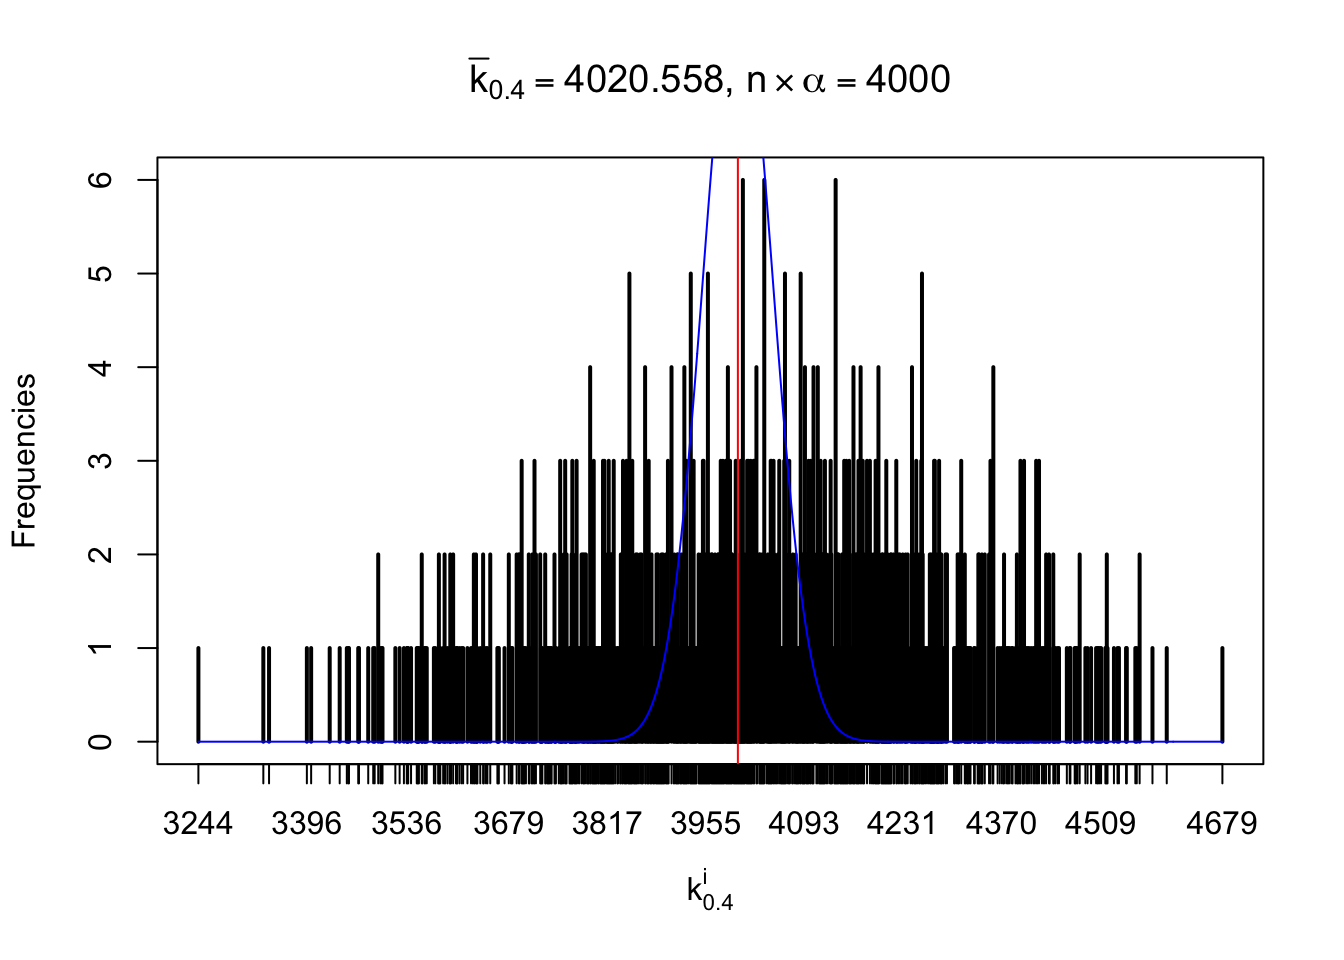 k̅0.4 = 4020.558, n × α = 4000
6
5
4
3
2
1
0
Frequencies
3244 3396 3536 3679 3817 3955 4093 4231 4370 4509 4679
k^i_0.4